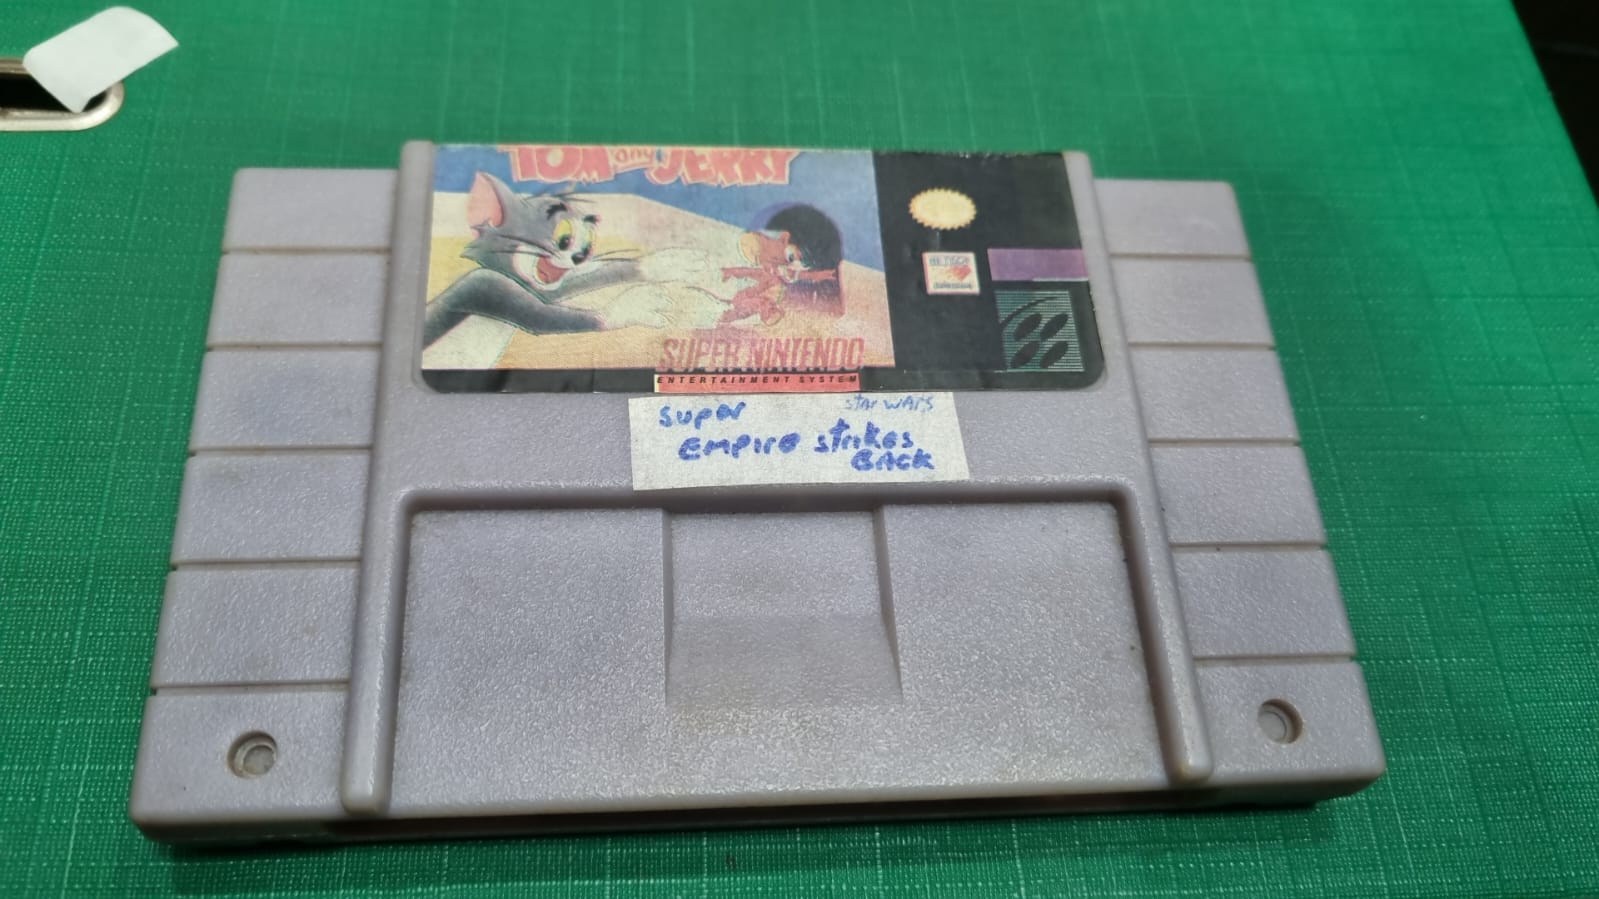 TOM and JERRY
SUPER NINTENDO
ENTERTAINMENT SYSTEM
super star wars
Empire strikes
BACK